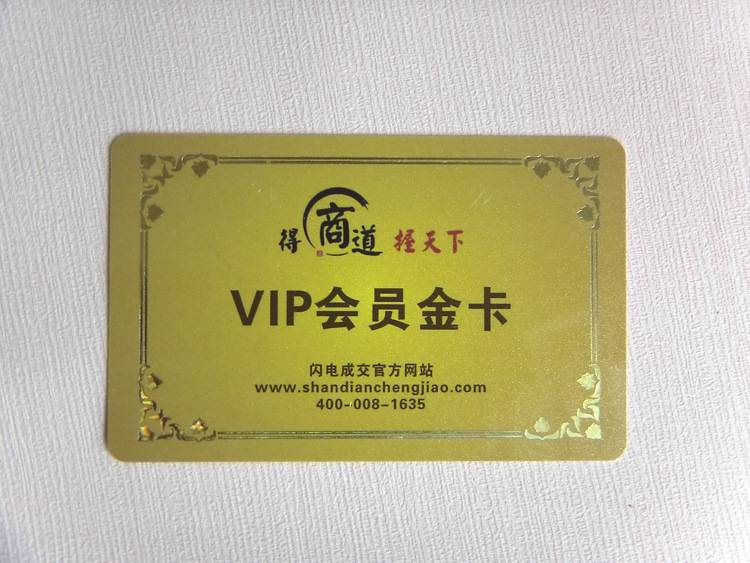 得商道 握天下
VIP会员金卡
闪电成交官方网站
www.shandianchengjiao.com
400-008-1635